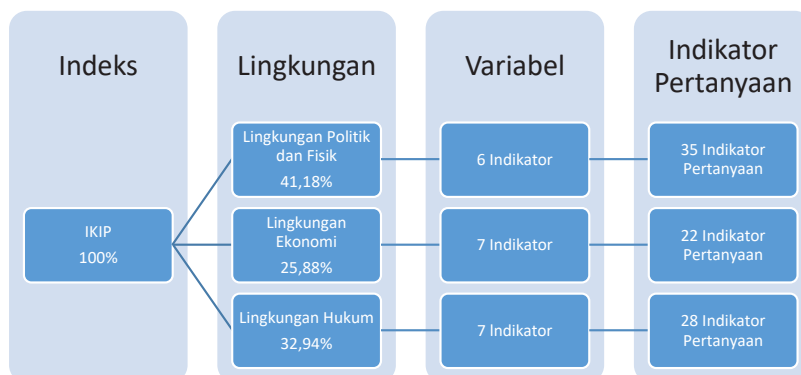 Indeks
Lingkungan
Variabel
Indikator
Pertanyaan
IKIP
100%
Lingkungan Politik
dan Fisik
41,18%
6 Indikator
35 Indikator
Pertanyaan
Lingkungan
Ekonomi
25,88%
7 Indikator
22 Indikator
Pertanyaan
Lingkungan Hukum
32,94%
7 Indikator
28 Indikator
Pertanyaan